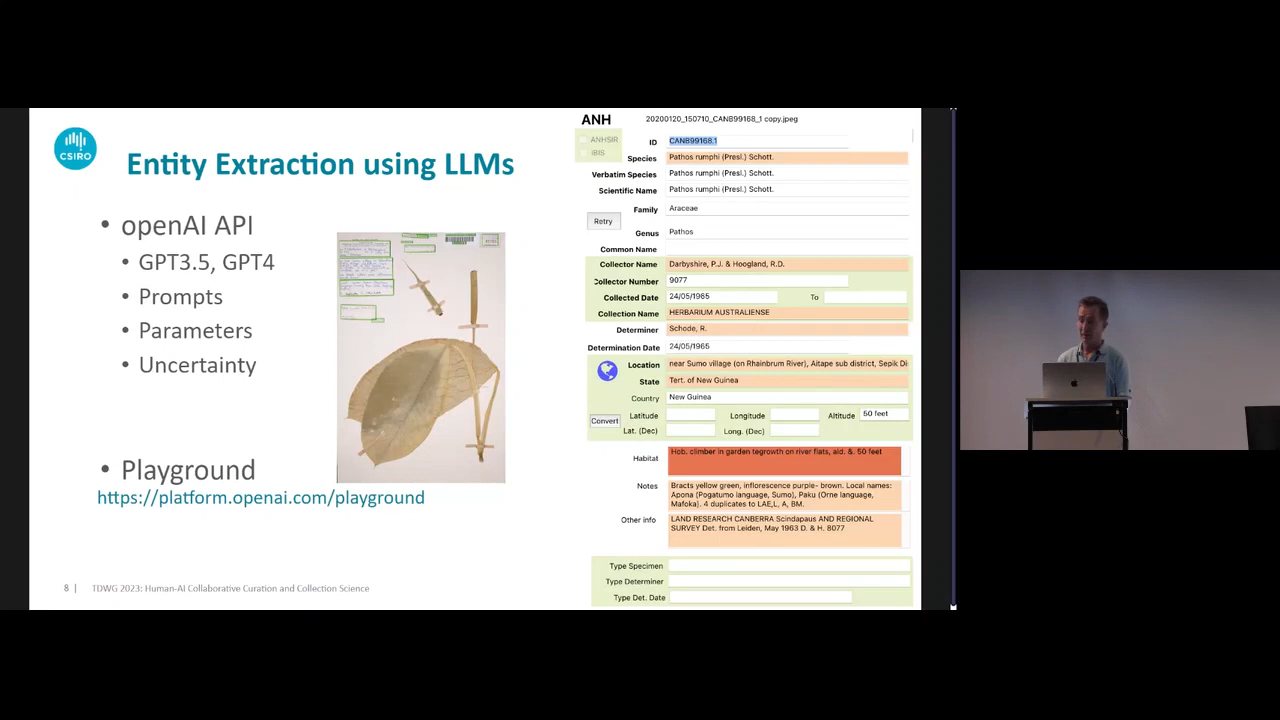 CSIRO
Entity Extraction using LLMs
• openAI API
• GPT3.5, GPT4
• Prompts
• Parameters
• Uncertainty
• Playground
https://platform.openai.com/playground
8 | TDWG 2023: Human-AI Collaborative Curation and Collection Science
ANH 20200120_150710_CANB99168_1 copy.jpeg
ANHSIR
IBIS
ID CANB99168.1
Species Pathos rumphi (Presl.) Schott.
Verbatim Species Pathos rumphi (Presl.) Schott.
Scientific Name Pathos rumphi (Presl.) Schott.
Family Araceae
Retry
Genus Pathos
Common Name
Collector Name Darbyshire, P.J. & Hoogland, R.D.
Collector Number 9077
Collected Date 24/05/1965 To
Collection Name HERBARIUM AUSTRALIENSE
Determiner Schode, R.
Determination Date 24/05/1965
Location near Sumo village (on Rhainbrum River), Aitape sub district, Sepik Di
State Tert. of New Guinea
Country New Guinea
Latitude Longitude Altitude 50 feet
Convert Lat. (Dec) Long. (Dec)
Habitat Hob. climber in garden tegrowth on river flats, ald. &. 50 feet
Notes Bracts yellow green, inflorescence purple- brown. Local names:
Apona (Pogatumo language, Sumo), Paku (Orne language,
Mafoka). 4 duplicates to LAE,L, A, BM.
Other info LAND RESEARCH CANBERRA Scindapaus AND REGIONAL
SURVEY Det. from Leiden, May 1963 D. & H. 8077
Type Specimen
Type Determiner
Type Det. Date